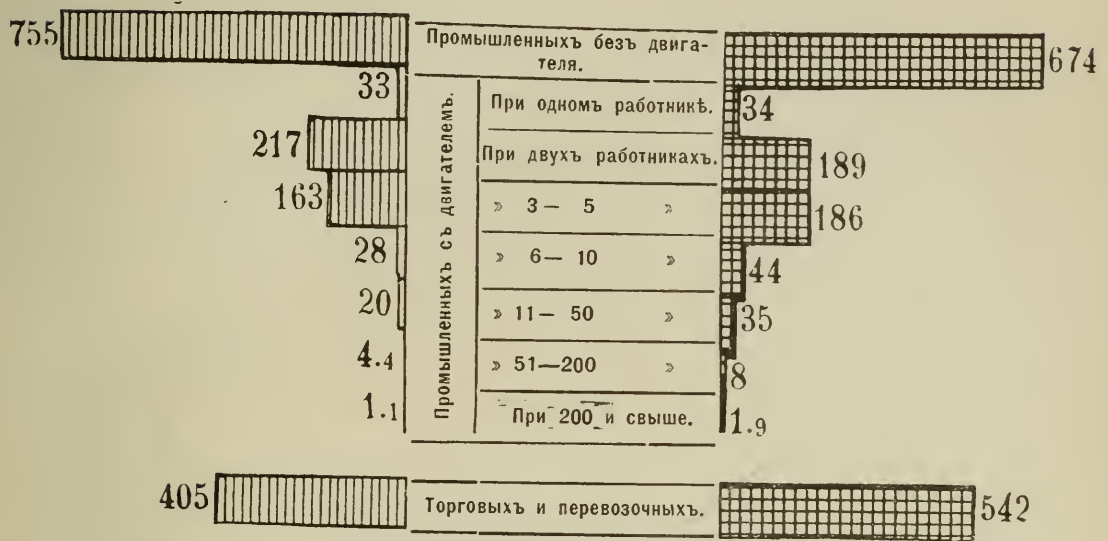 755 Промышленныхъ безъ двига-
теля. 674
Промышленныхъ съ двигателемъ.
33 При одномъ работникѣ. 34
217 При двухъ работникахъ. 189
163 » 3— 5 » 186
28 » 6— 10 » 44
20 » 11— 50 » 35
4.4 » 51—200 » 8
1.1 При 200 и свыше. 1.9
405 Торговыхъ и перевозочныхъ. 542